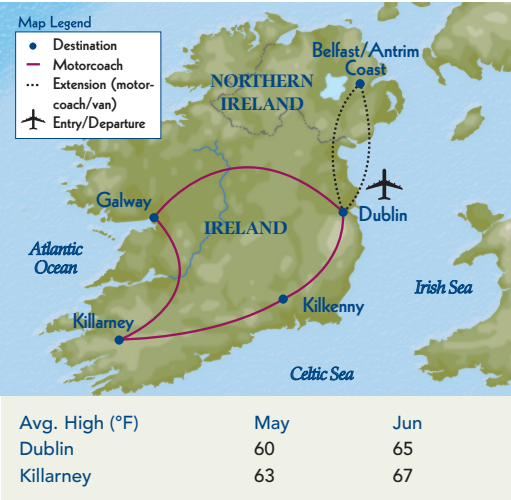 Map Legend
Destination
Motorcoach
Extension (motor-
coach/van)
Entry/Departure
Belfast/Antrim
Coast
NORTHERN
IRELAND
Galway
Dublin
IRELAND
Atlantic
Ocean
Irish Sea
Kilkenny
Killarney
Celtic Sea
Avg. High (°F) May Jun
Dublin 60 65
Killarney 63 67